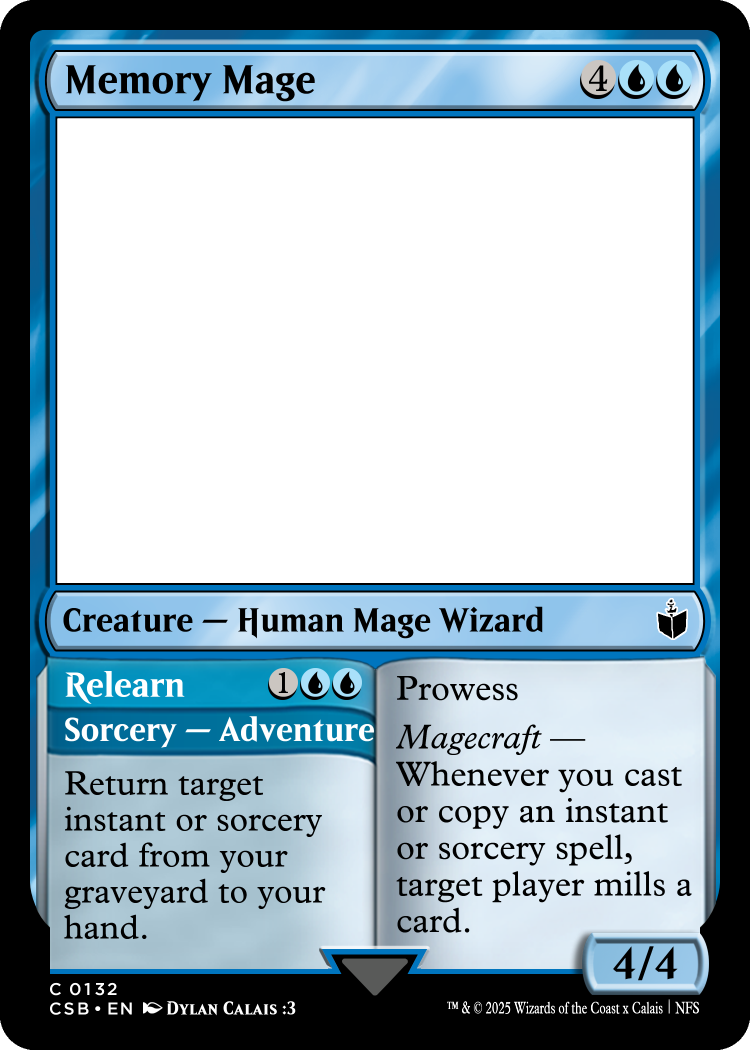 Memory Mage 4
Creature — Human Mage Wizard
Relearn 1
Sorcery — Adventure
Return target
instant or sorcery
card from your
graveyard to your
hand.
Prowess
Magecraft —
Whenever you cast
or copy an instant
or sorcery spell,
target player mills a
card.
4/4
C 0132
CSB • EN Dylan Calais :3
™ & © 2025 Wizards of the Coast x Calais | NFS